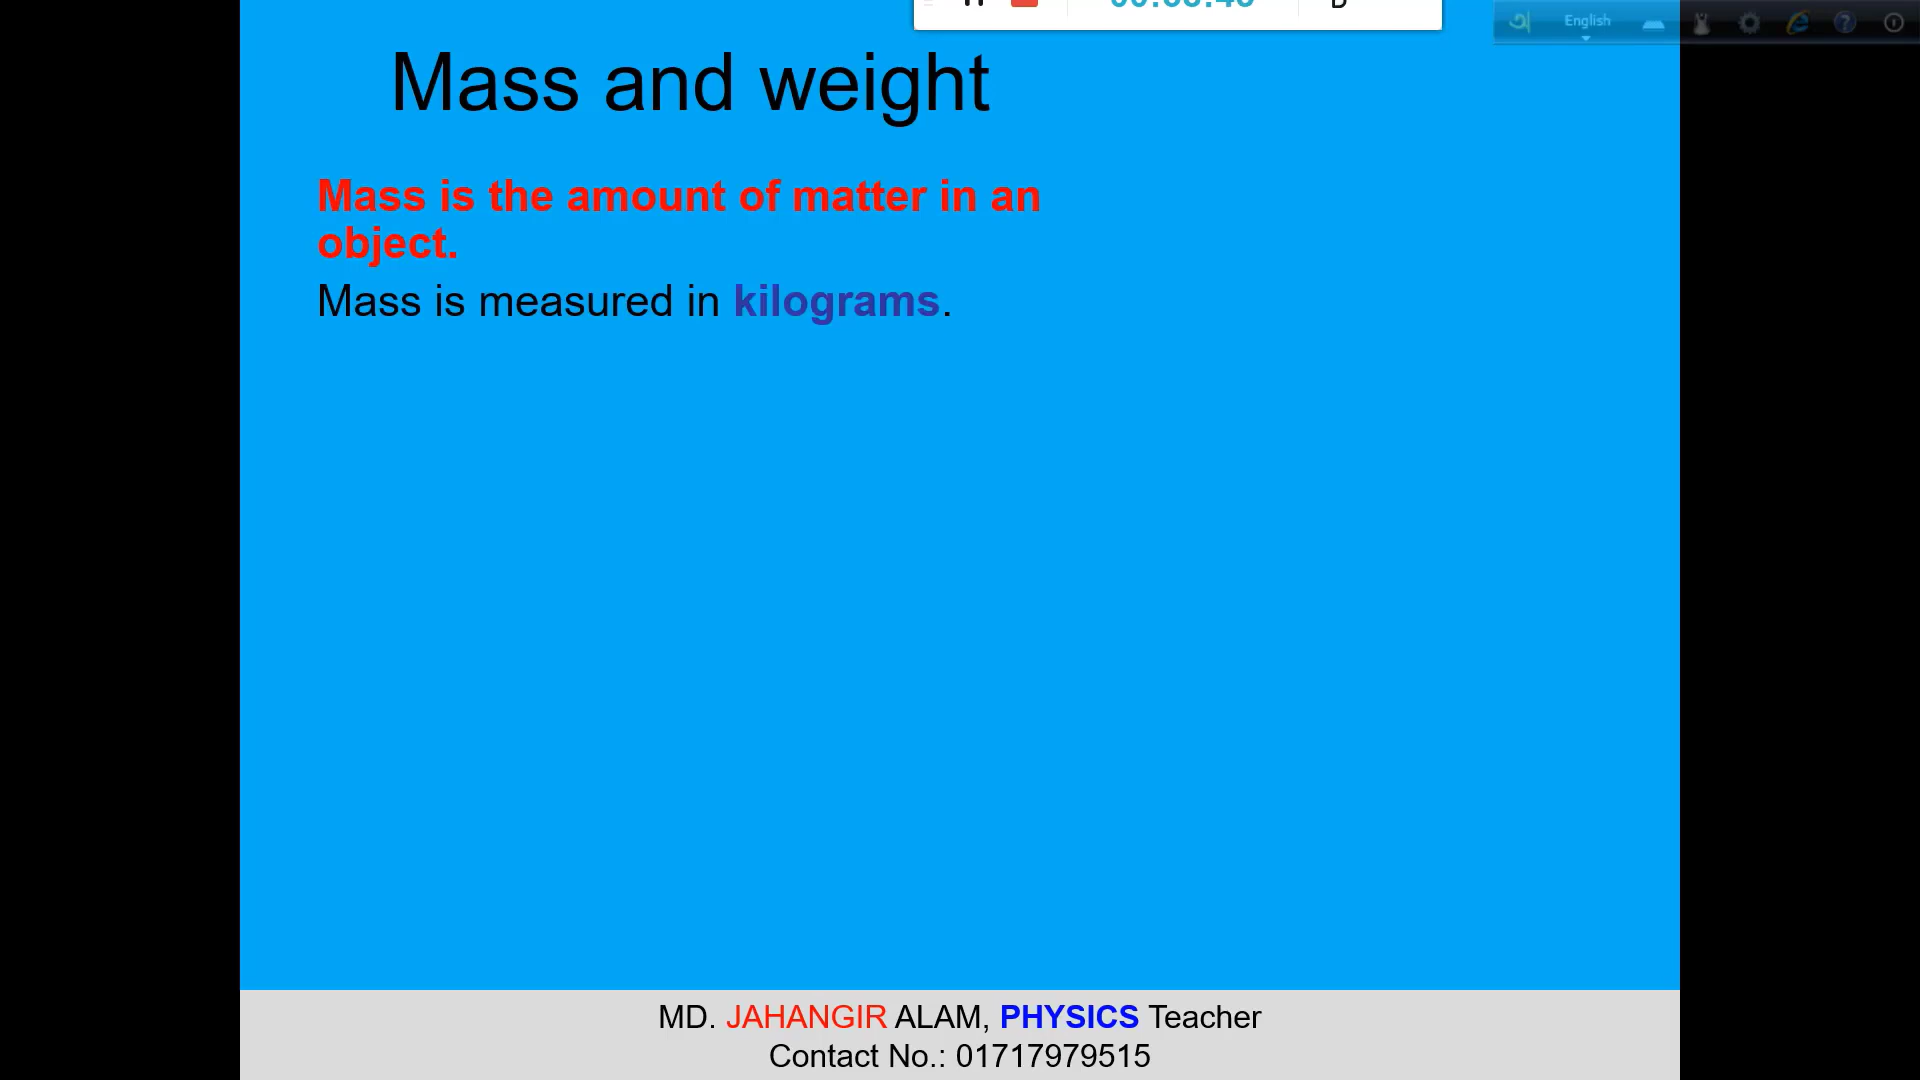 English
Mass and weight
Mass is the amount of matter in an
object.
Mass is measured in kilograms.
MD. JAHANGIR ALAM, PHYSICS Teacher
Contact No.: 01717979515